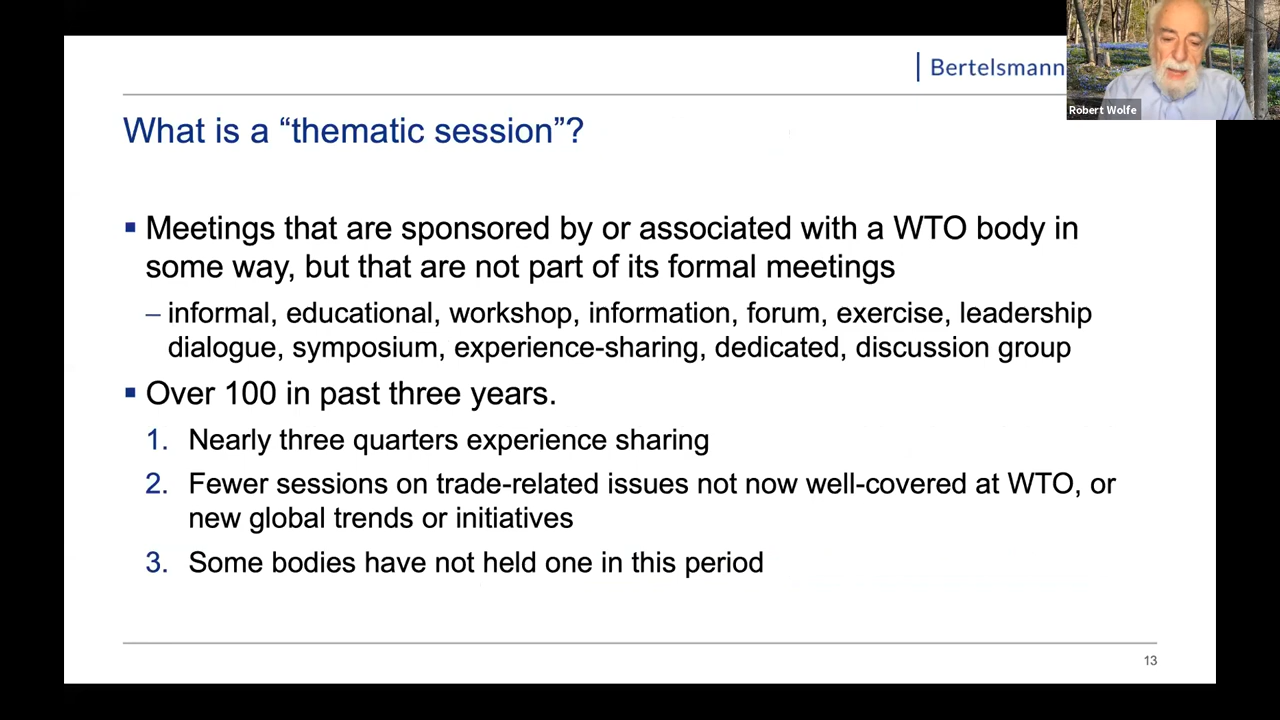 Bertelsmann
Robert Wolfe
What is a “thematic session”?
▪ Meetings that are sponsored by or associated with a WTO body in
some way, but that are not part of its formal meetings
– informal, educational, workshop, information, forum, exercise, leadership
dialogue, symposium, experience-sharing, dedicated, discussion group
▪ Over 100 in past three years.
1. Nearly three quarters experience sharing
2. Fewer sessions on trade-related issues not now well-covered at WTO, or
new global trends or initiatives
3. Some bodies have not held one in this period
13